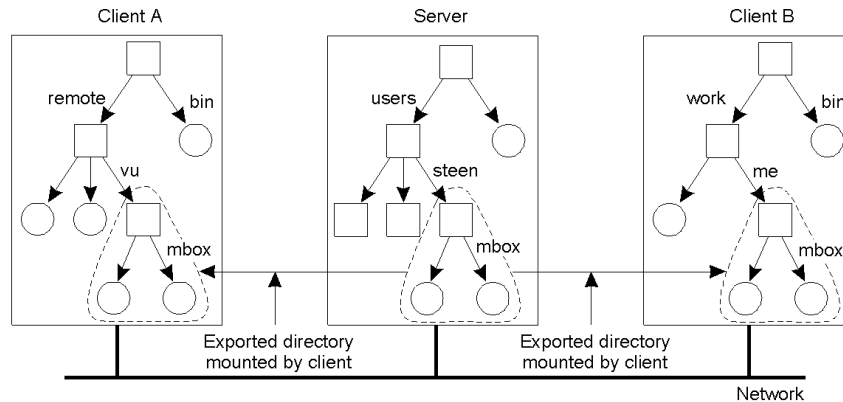 Client A
Server
Client B
remote
bin
users
work
bin
vu
steen
me
mbox
mbox
mbox
Exported directory
mounted by client
Exported directory
mounted by client
Network